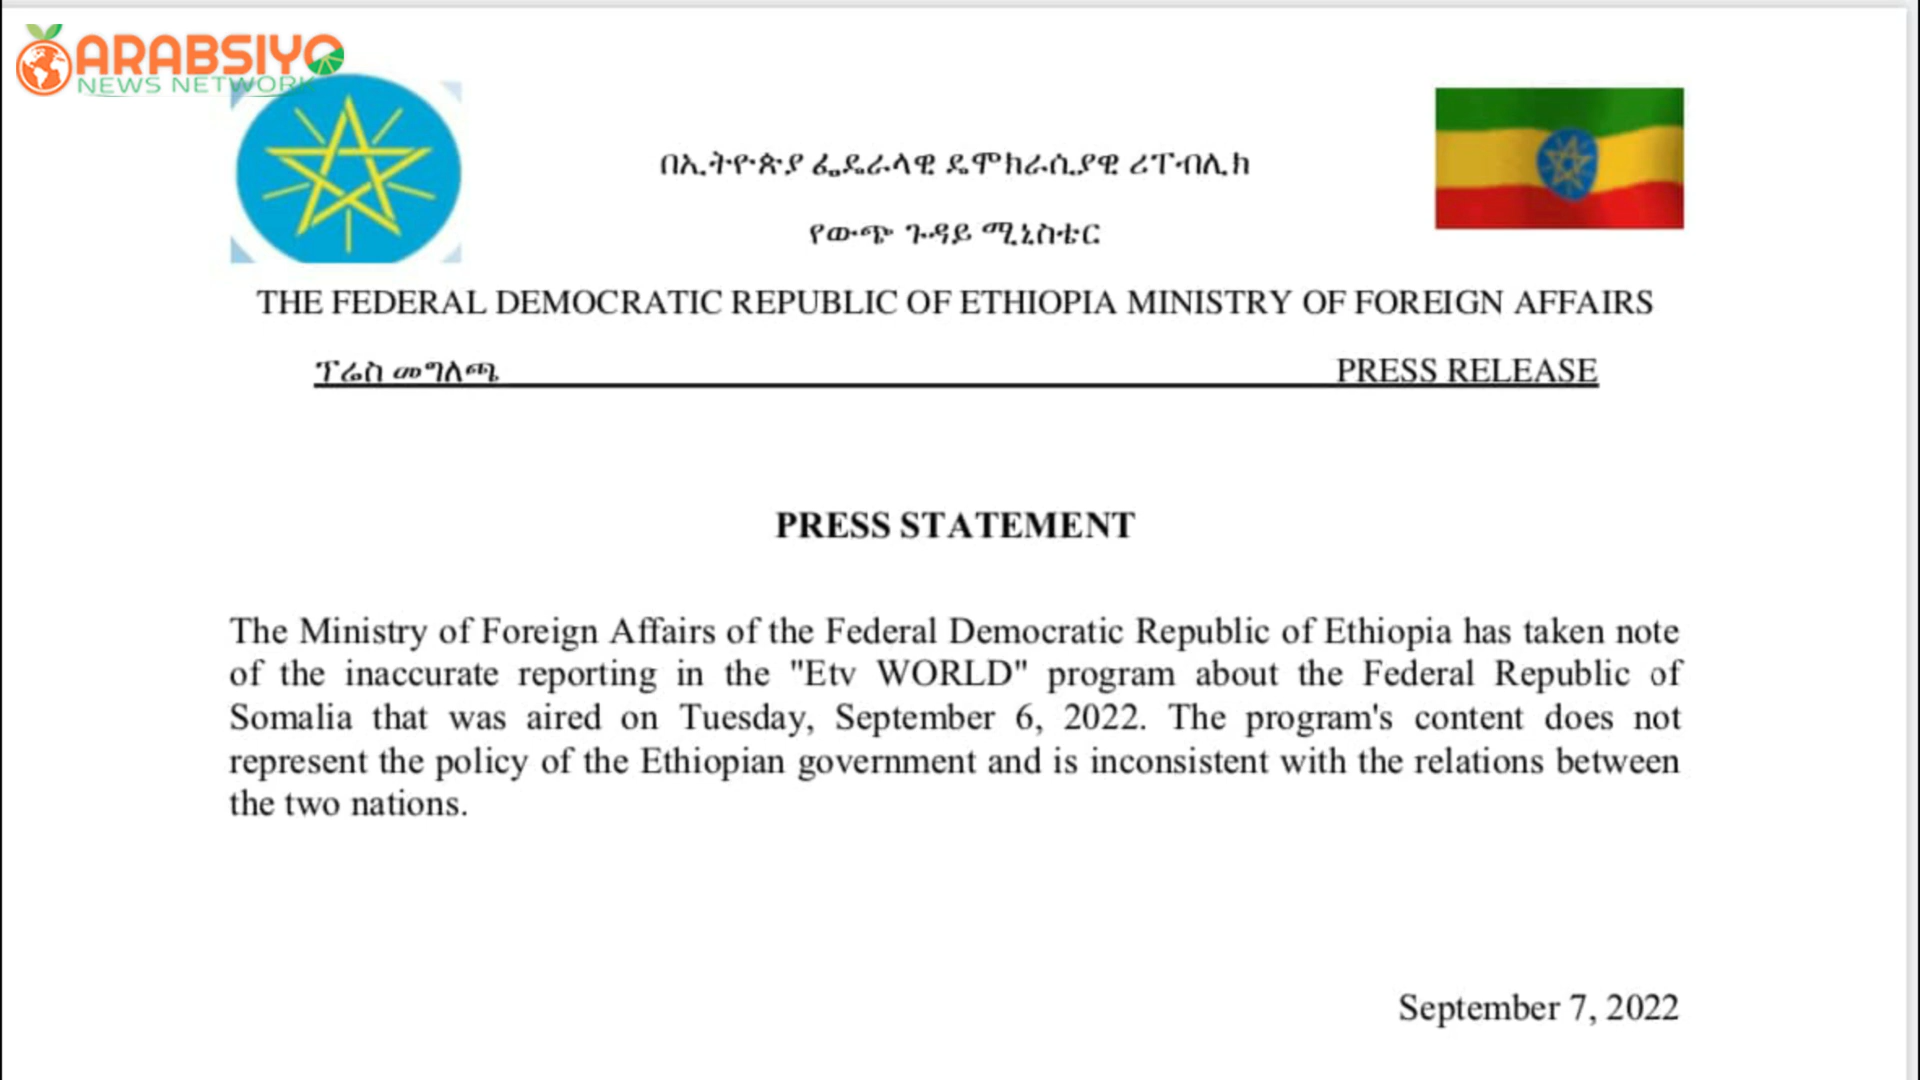 ARABSIYO
NEWS NETWORK
በኢትዮጵያ ፌዴራላዊ ዴሞክራሲያዊ ሪፐብሊክ
የውጭ ጉዳይ ሚኒስቴር
THE FEDERAL DEMOCRATIC REPUBLIC OF ETHIOPIA MINISTRY OF FOREIGN AFFAIRS
ፕሬስ መግለጫ PRESS RELEASE
PRESS STATEMENT
The Ministry of Foreign Affairs of the Federal Democratic Republic of Ethiopia has taken note
of the inaccurate reporting in the "Etv WORLD" program about the Federal Republic of
Somalia that was aired on Tuesday, September 6, 2022. The program's content does not
represent the policy of the Ethiopian government and is inconsistent with the relations between
the two nations.
September 7, 2022